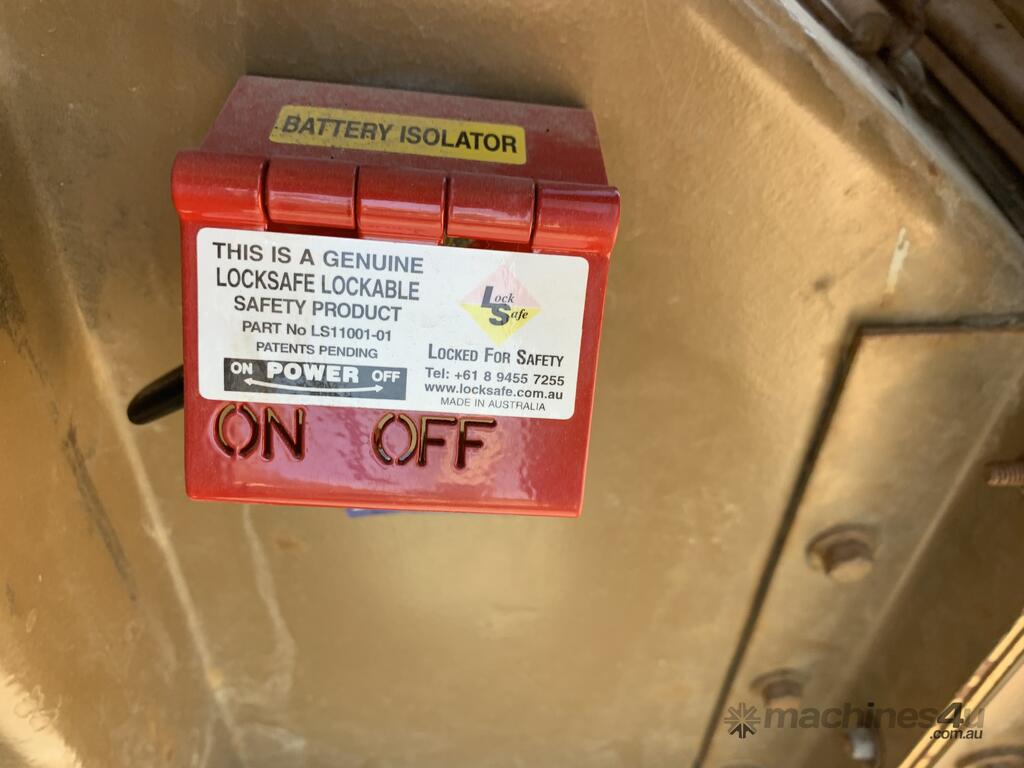 BATTERY ISOLATOR
THIS IS A GENUINE
LOCKSAFE LOCKABLE
SAFETY PRODUCT
PART No LS11001-01
PATENTS PENDING
ON POWER OFF
Lock
Safe
LOCKED FOR SAFETY
Tel: +61 8 9455 7255
www.locksafe.com.au
MADE IN AUSTRALIA
ON OFF
machines4u
.com.au